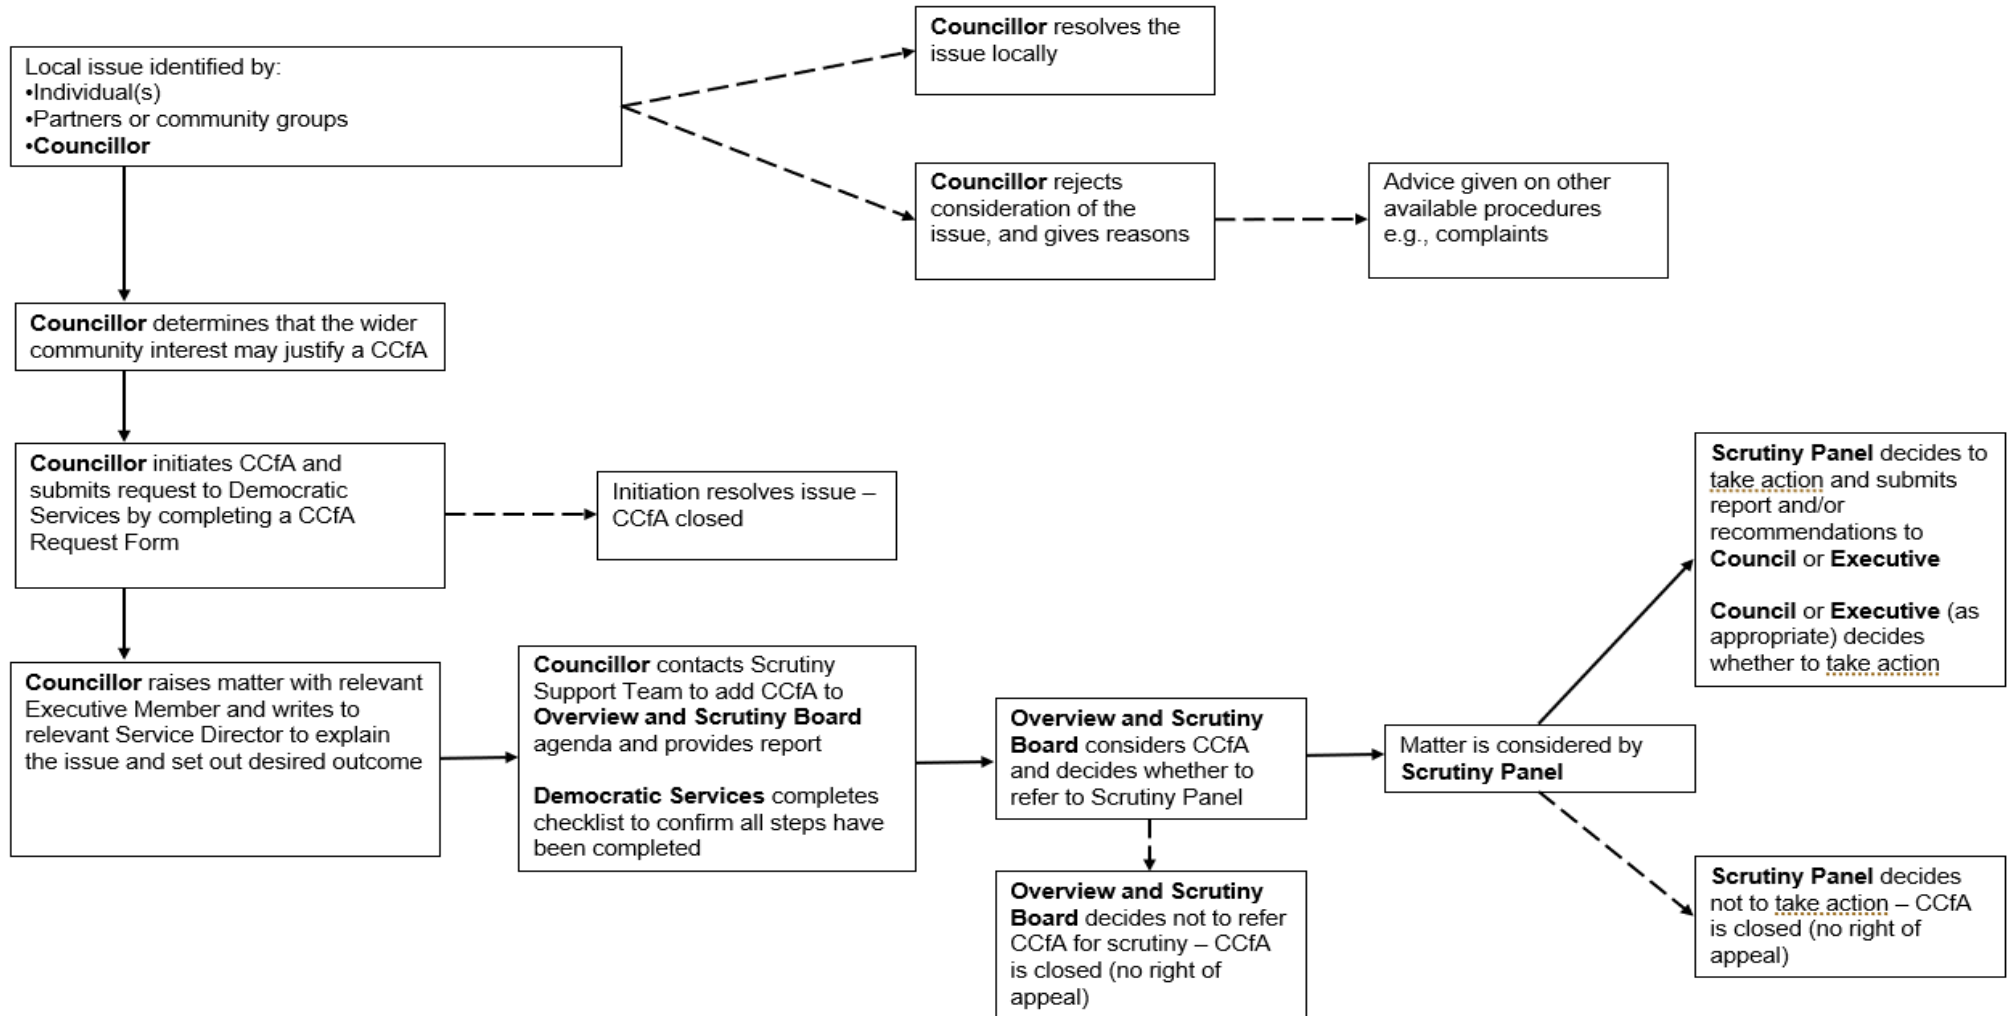 Local issue identified by:
•Individual(s)
•Partners or community groups
•Councillor
Councillor resolves the
issue locally
Councillor rejects
consideration of the
issue, and gives reasons
Advice given on other
available procedures
e.g., complaints
Councillor determines that the wider
community interest may justify a CCfA
Councillor initiates CCfA and
submits request to Democratic
Services by completing a CCfA
Request Form
Initiation resolves issue –
CCfA closed
Councillor raises matter with relevant
Executive Member and writes to
relevant Service Director to explain
the issue and set out desired outcome
Councillor contacts Scrutiny
Support Team to add CCfA to
Overview and Scrutiny Board
agenda and provides report
Democratic Services completes
checklist to confirm all steps have
been completed
Overview and Scrutiny
Board considers CCfA
and decides whether to
refer to Scrutiny Panel
Overview and Scrutiny
Board decides not to refer
CCfA for scrutiny – CCfA
is closed (no right of
appeal)
Matter is considered by
Scrutiny Panel
Scrutiny Panel decides to
take action and submits
report and/or
recommendations to
Council or Executive
Council or Executive (as
appropriate) decides
whether to take action
Scrutiny Panel decides
not to take action – CCfA
is closed (no right of
appeal)